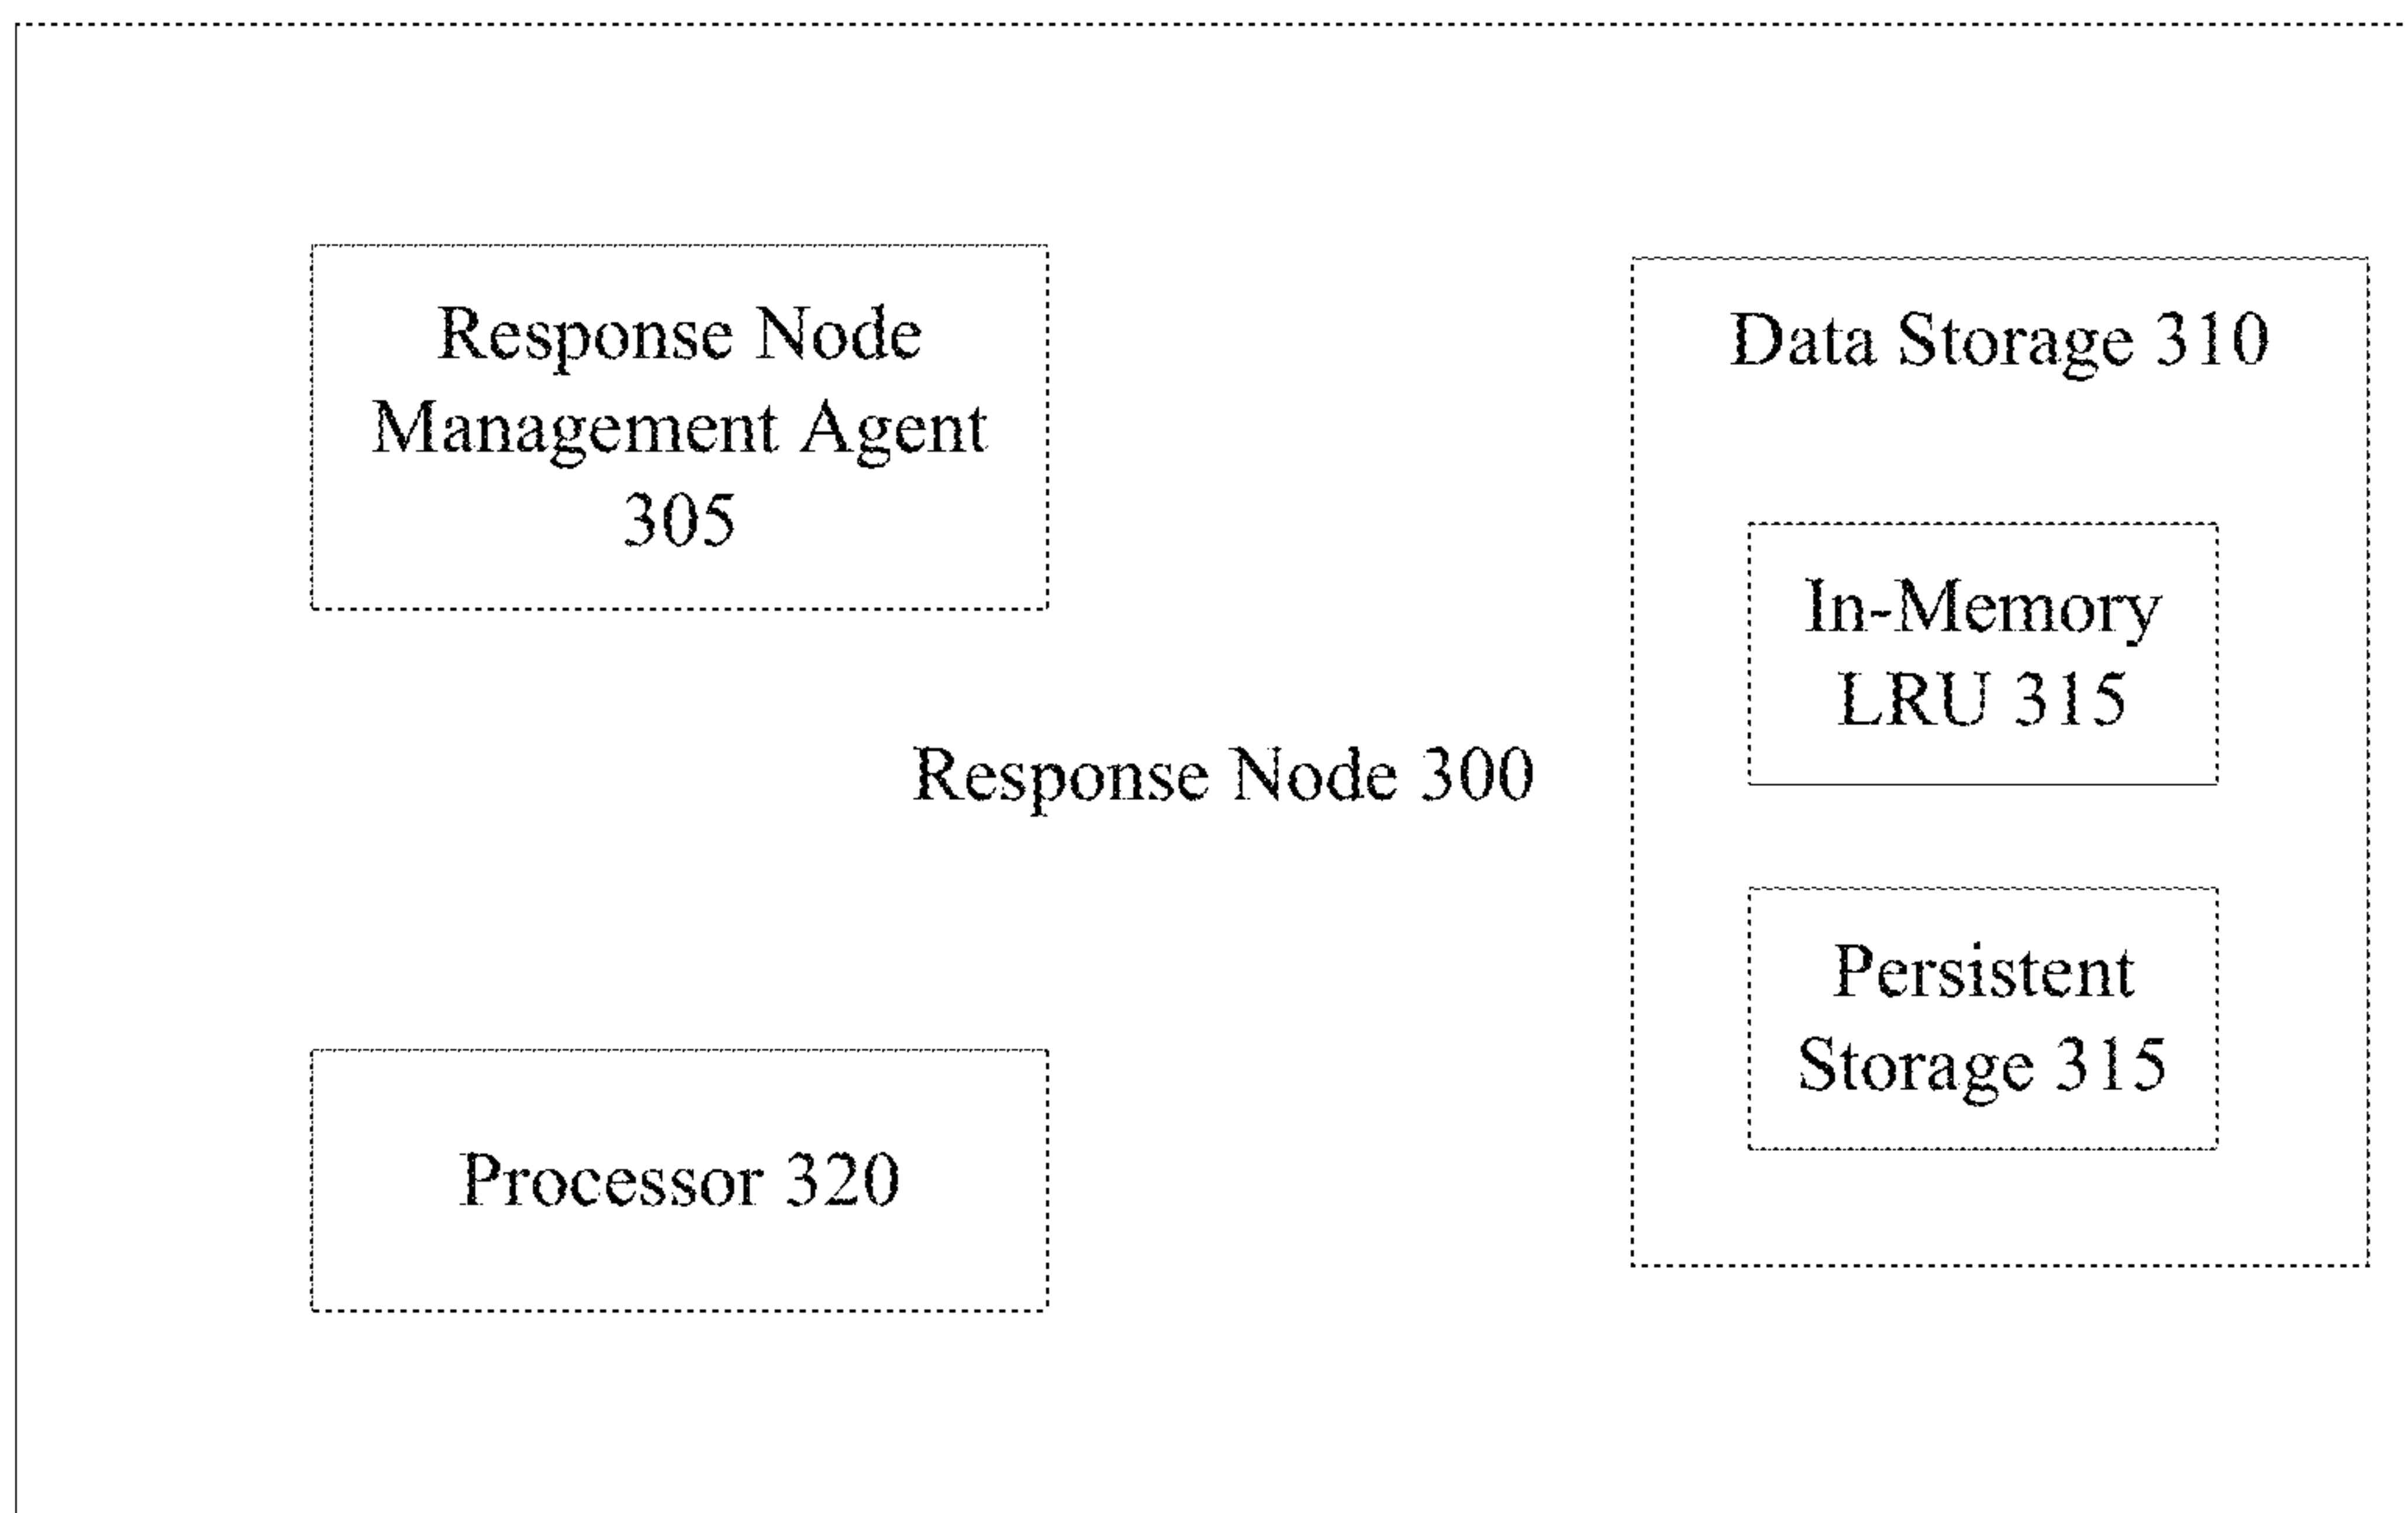 Response Node
Management Agent
305
Data Storage 310
In-Memory
LRU 315
Response Node 300
Persistent
Storage 315
Processor 320